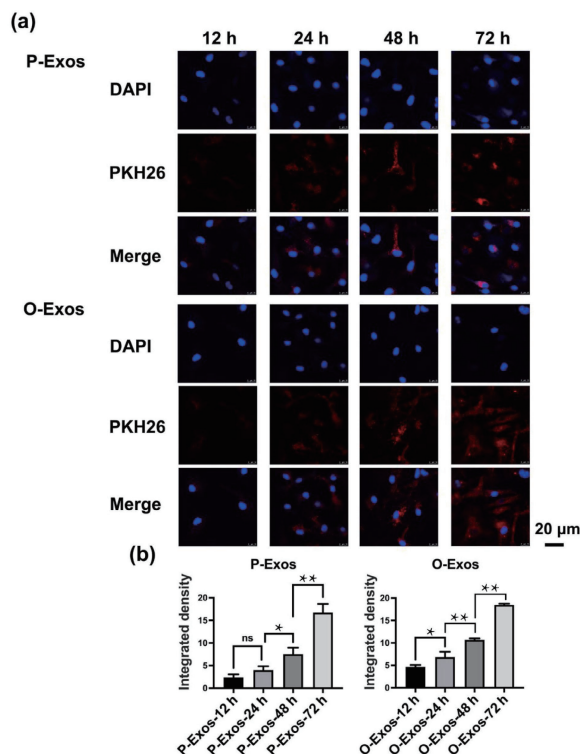 (a)
12 h 24 h 48 h 72 h
P-Exos
DAPI
PKH26
Merge
O-Exos
DAPI
PKH26
Merge
20 µm
(b)
P-Exos
Integrated density
20
15
10
5
0
ns
★
★★
P-Exos-12 h
P-Exos-24 h
P-Exos-48 h
P-Exos-72 h
O-Exos
Integrated density
20
15
10
5
0
★
★★
★★
O-Exos-12 h
O-Exos-24 h
O-Exos-48 h
O-Exos-72 h